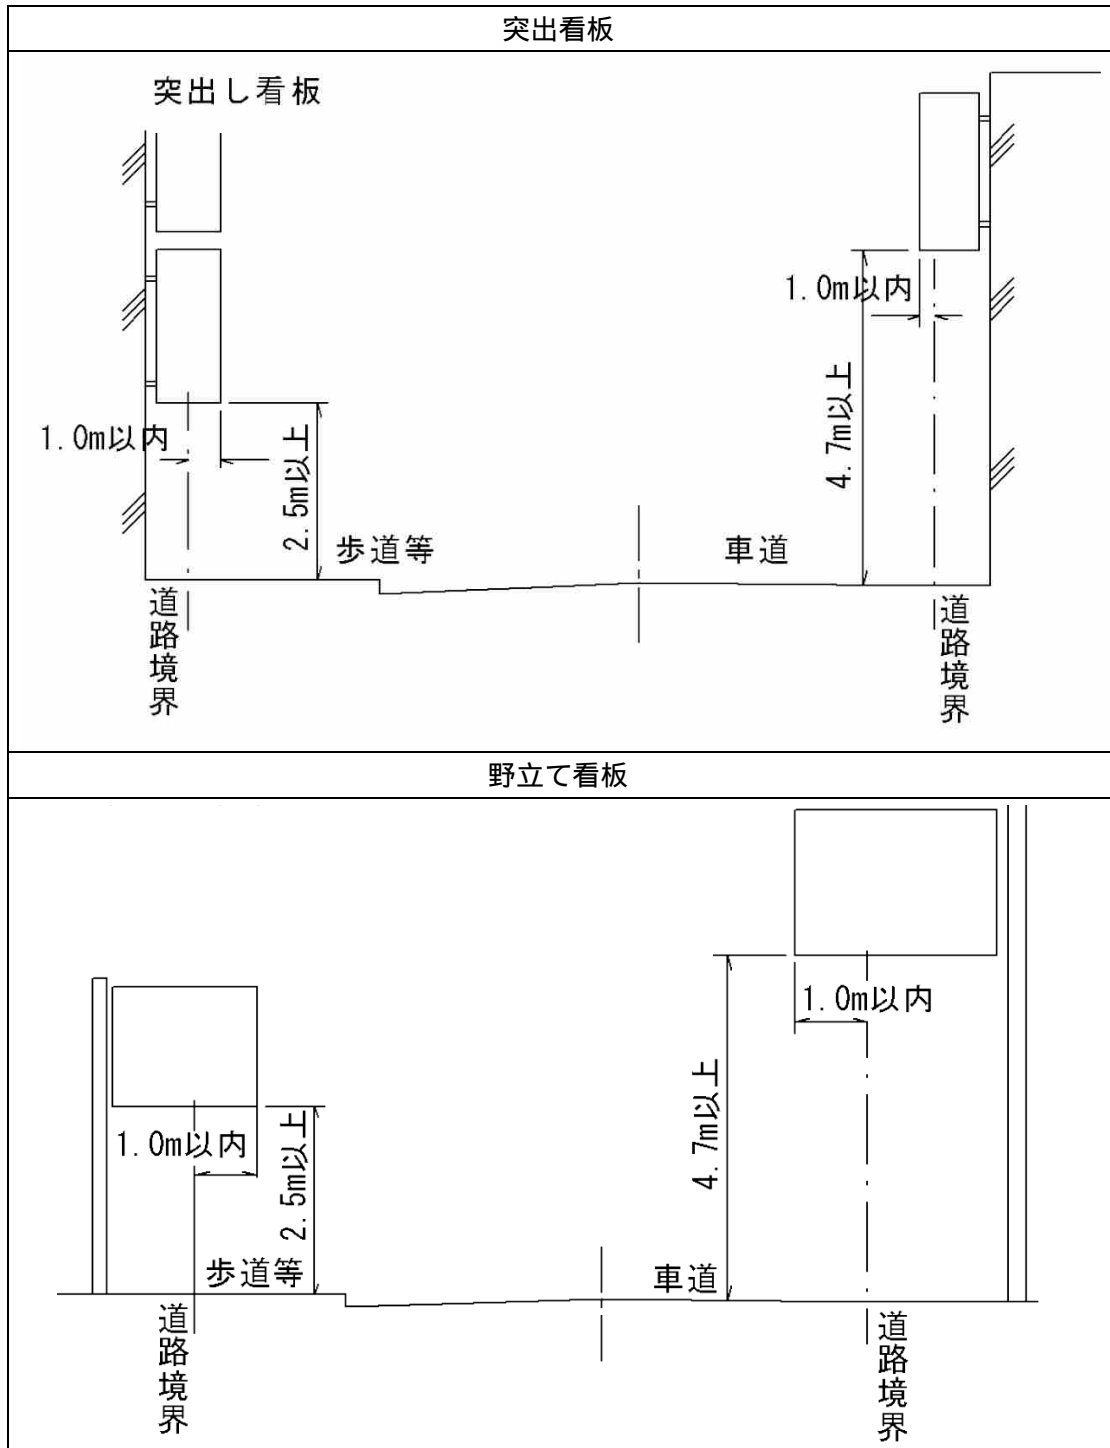 突出看板
突出し看板
1.0m以内
1.0m以内
2.5m以上
4.7m以上
歩道等
車道
道路境界
道路境界
野立て看板
1.0m以内
1.0m以内
2.5m以上
4.7m以上
歩道等
車道
道路境界
道路境界